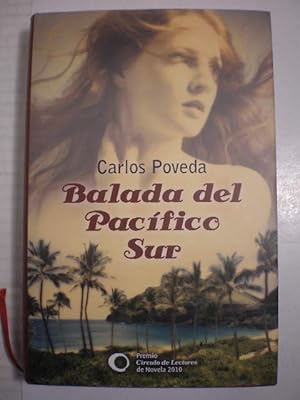 Carlos Poveda
Balada del
Pacífico
Sur
Premio
Círculo de Lectores
de Novela 2010